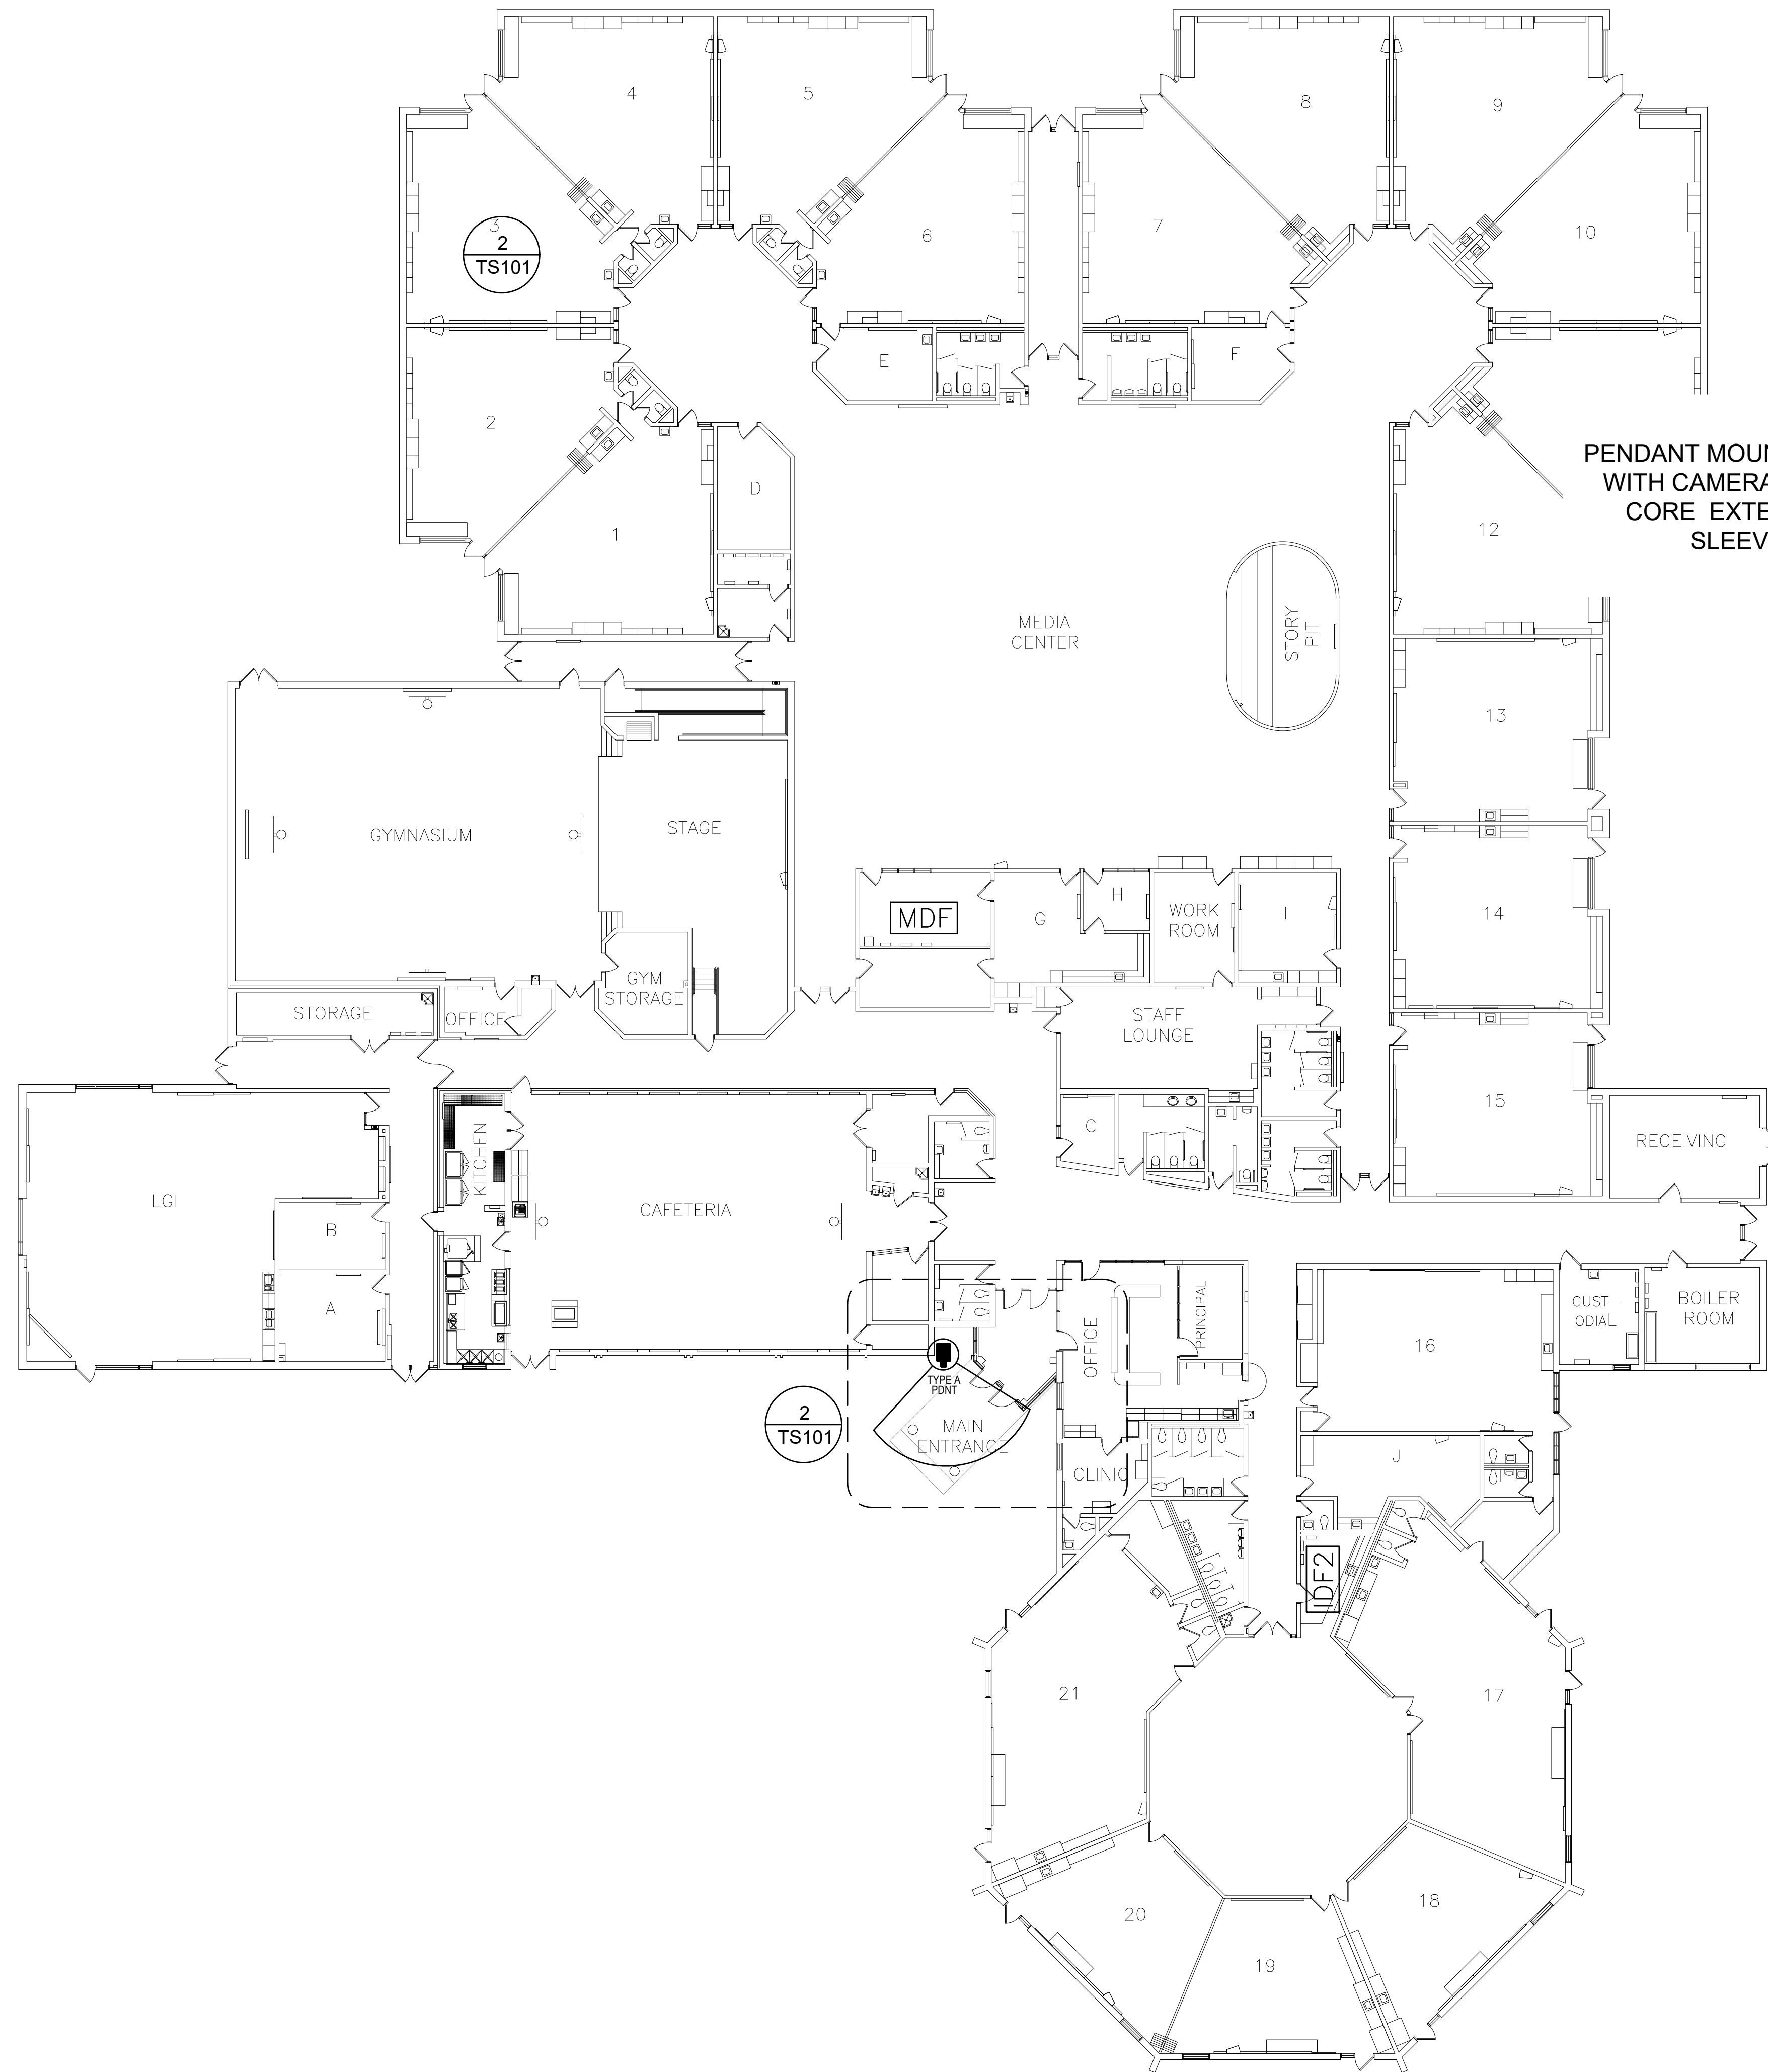 4
5
8
9
3
2
TS101
6
7
10
E
F
2
D
1
12
PENDANT MOUN
WITH CAMERA
CORE EXTE
SLEEV
MEDIA
CENTER
STORY
PIT
13
GYMNASIUM
STAGE
MDF
G
H
WORK
ROOM
I
14
GYM
STORAGE
STORAGE
OFFICE
STAFF
LOUNGE
15
C
RECEIVING
KITCHEN
LGI
B
CAFETERIA
A
OFFICE
PRINCIPAL
CUST-
ODIAL
BOILER
ROOM
16
TYPE A
PDNT
2
TS101
MAIN
ENTRANCE
CLINIC
J
IDF2
21
17
20
18
19